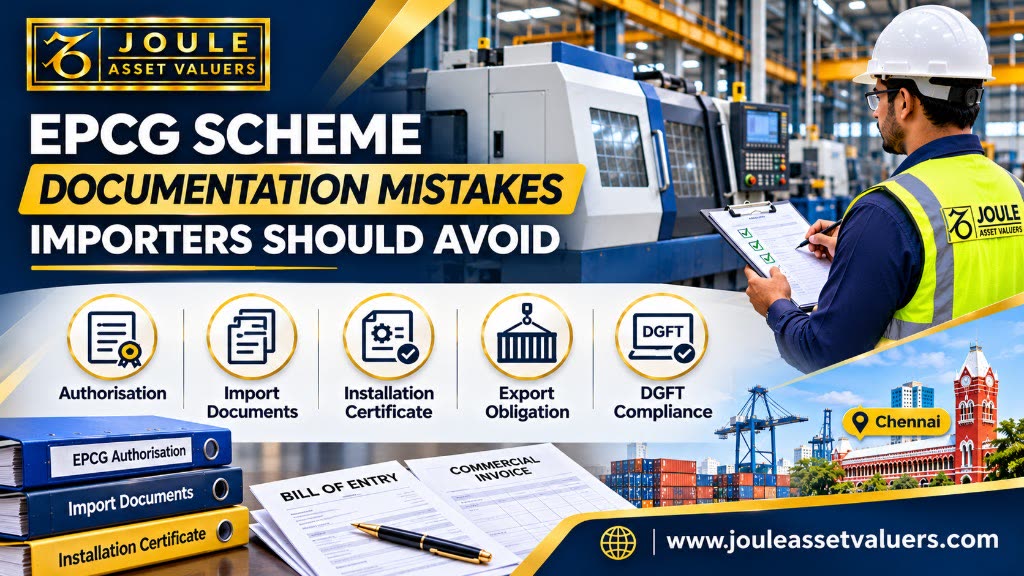 JOULE
ASSET VALUERS
EPCG SCHEME
DOCUMENTATION MISTAKES
IMPORTERS SHOULD AVOID
JOULE
ASSET VALUERS
Authorisation
Import
Documents
Installation
Certificate
Export
Obligation
DGFT
DGFT
Compliance
Chennai
EPCG Authorisation
Import Documents
Installation Certificate
BILL OF ENTRY
COMMERCIAL
INVOICE
www.jouleassetvaluers.com